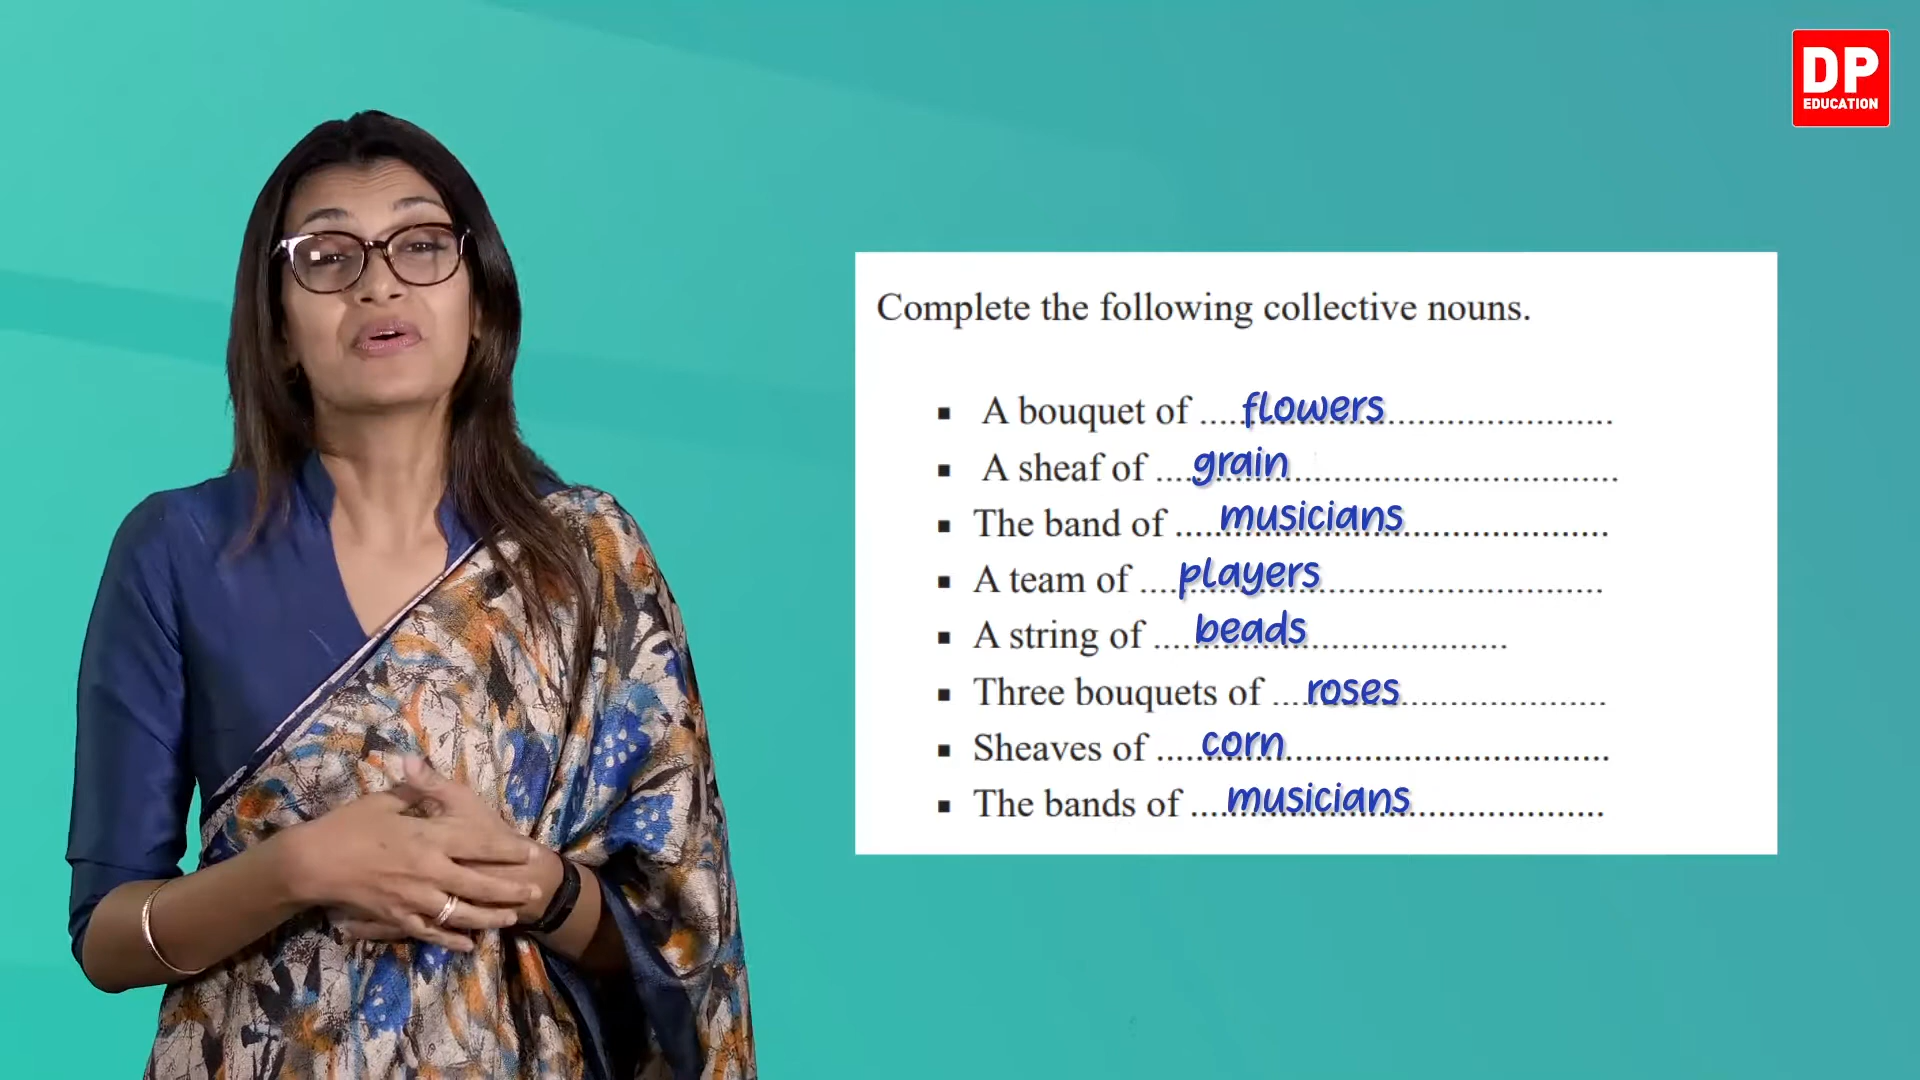 DP
EDUCATION
Complete the following collective nouns.
▪ A bouquet of ....flowers....................................
▪ A sheaf of ....grain....................................
▪ The band of ....musicians....................................
▪ A team of ....players....................................
▪ A string of ....beads....................................
▪ Three bouquets of ....roses....................................
▪ Sheaves of ....corn....................................
▪ The bands of ....musicians....................................